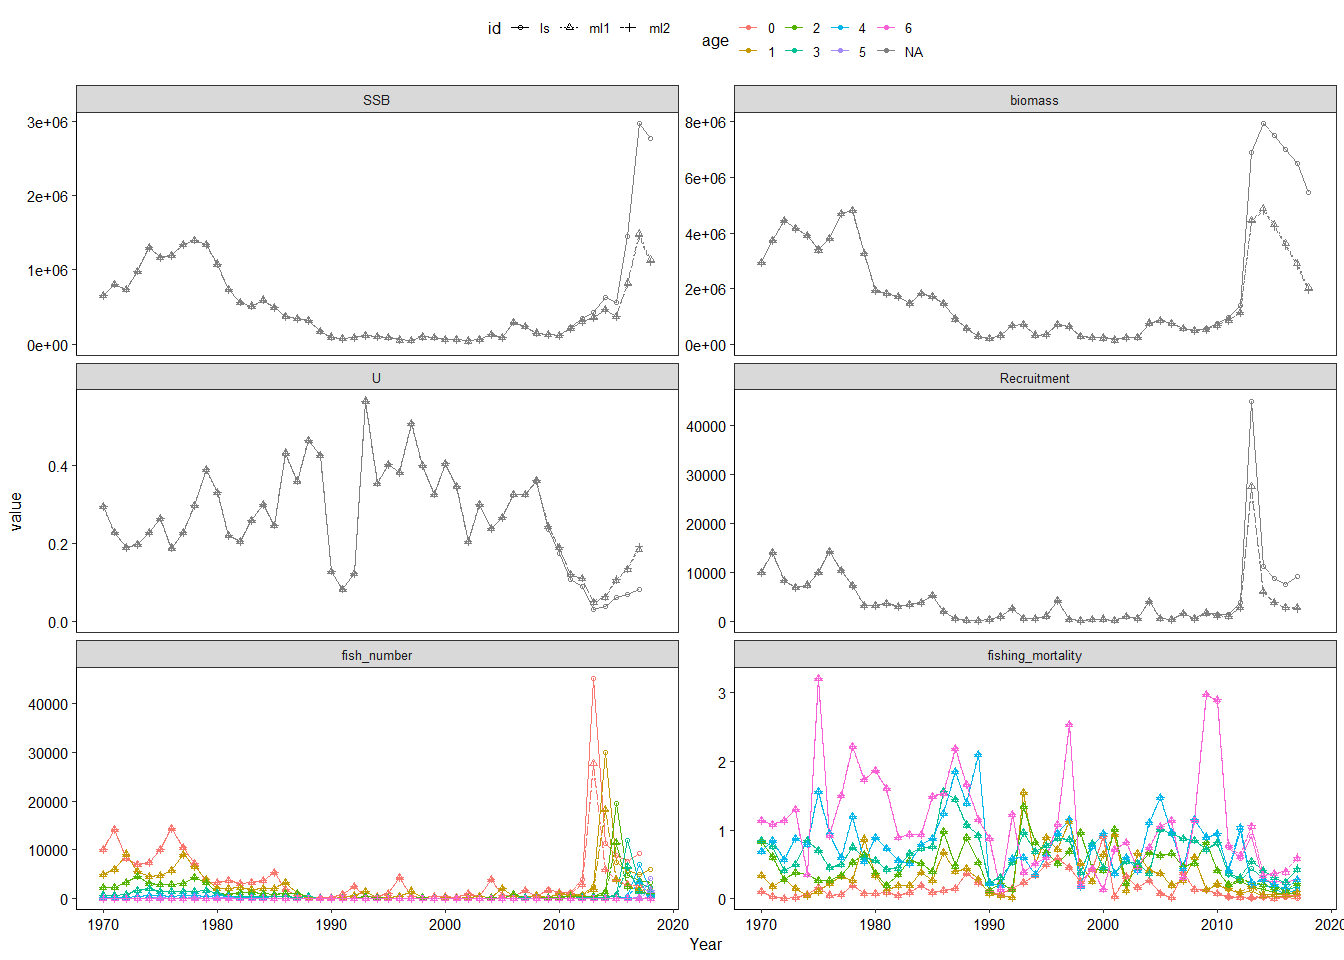 id ls ml1 ml2 age 0 2 4 6
1 3 5 NA
SSB biomass
3e+06 8e+06
6e+06
2e+06
4e+06
1e+06
2e+06
0e+00 0e+00
U Recruitment
40000
0.4
30000
20000
0.2
10000
0.0 0
value
fish_number fishing_mortality
40000 3
30000
2
20000
10000 1
0 0
1970 1980 1990 2000 2010 2020 1970 1980 1990 2000 2010 2020
Year